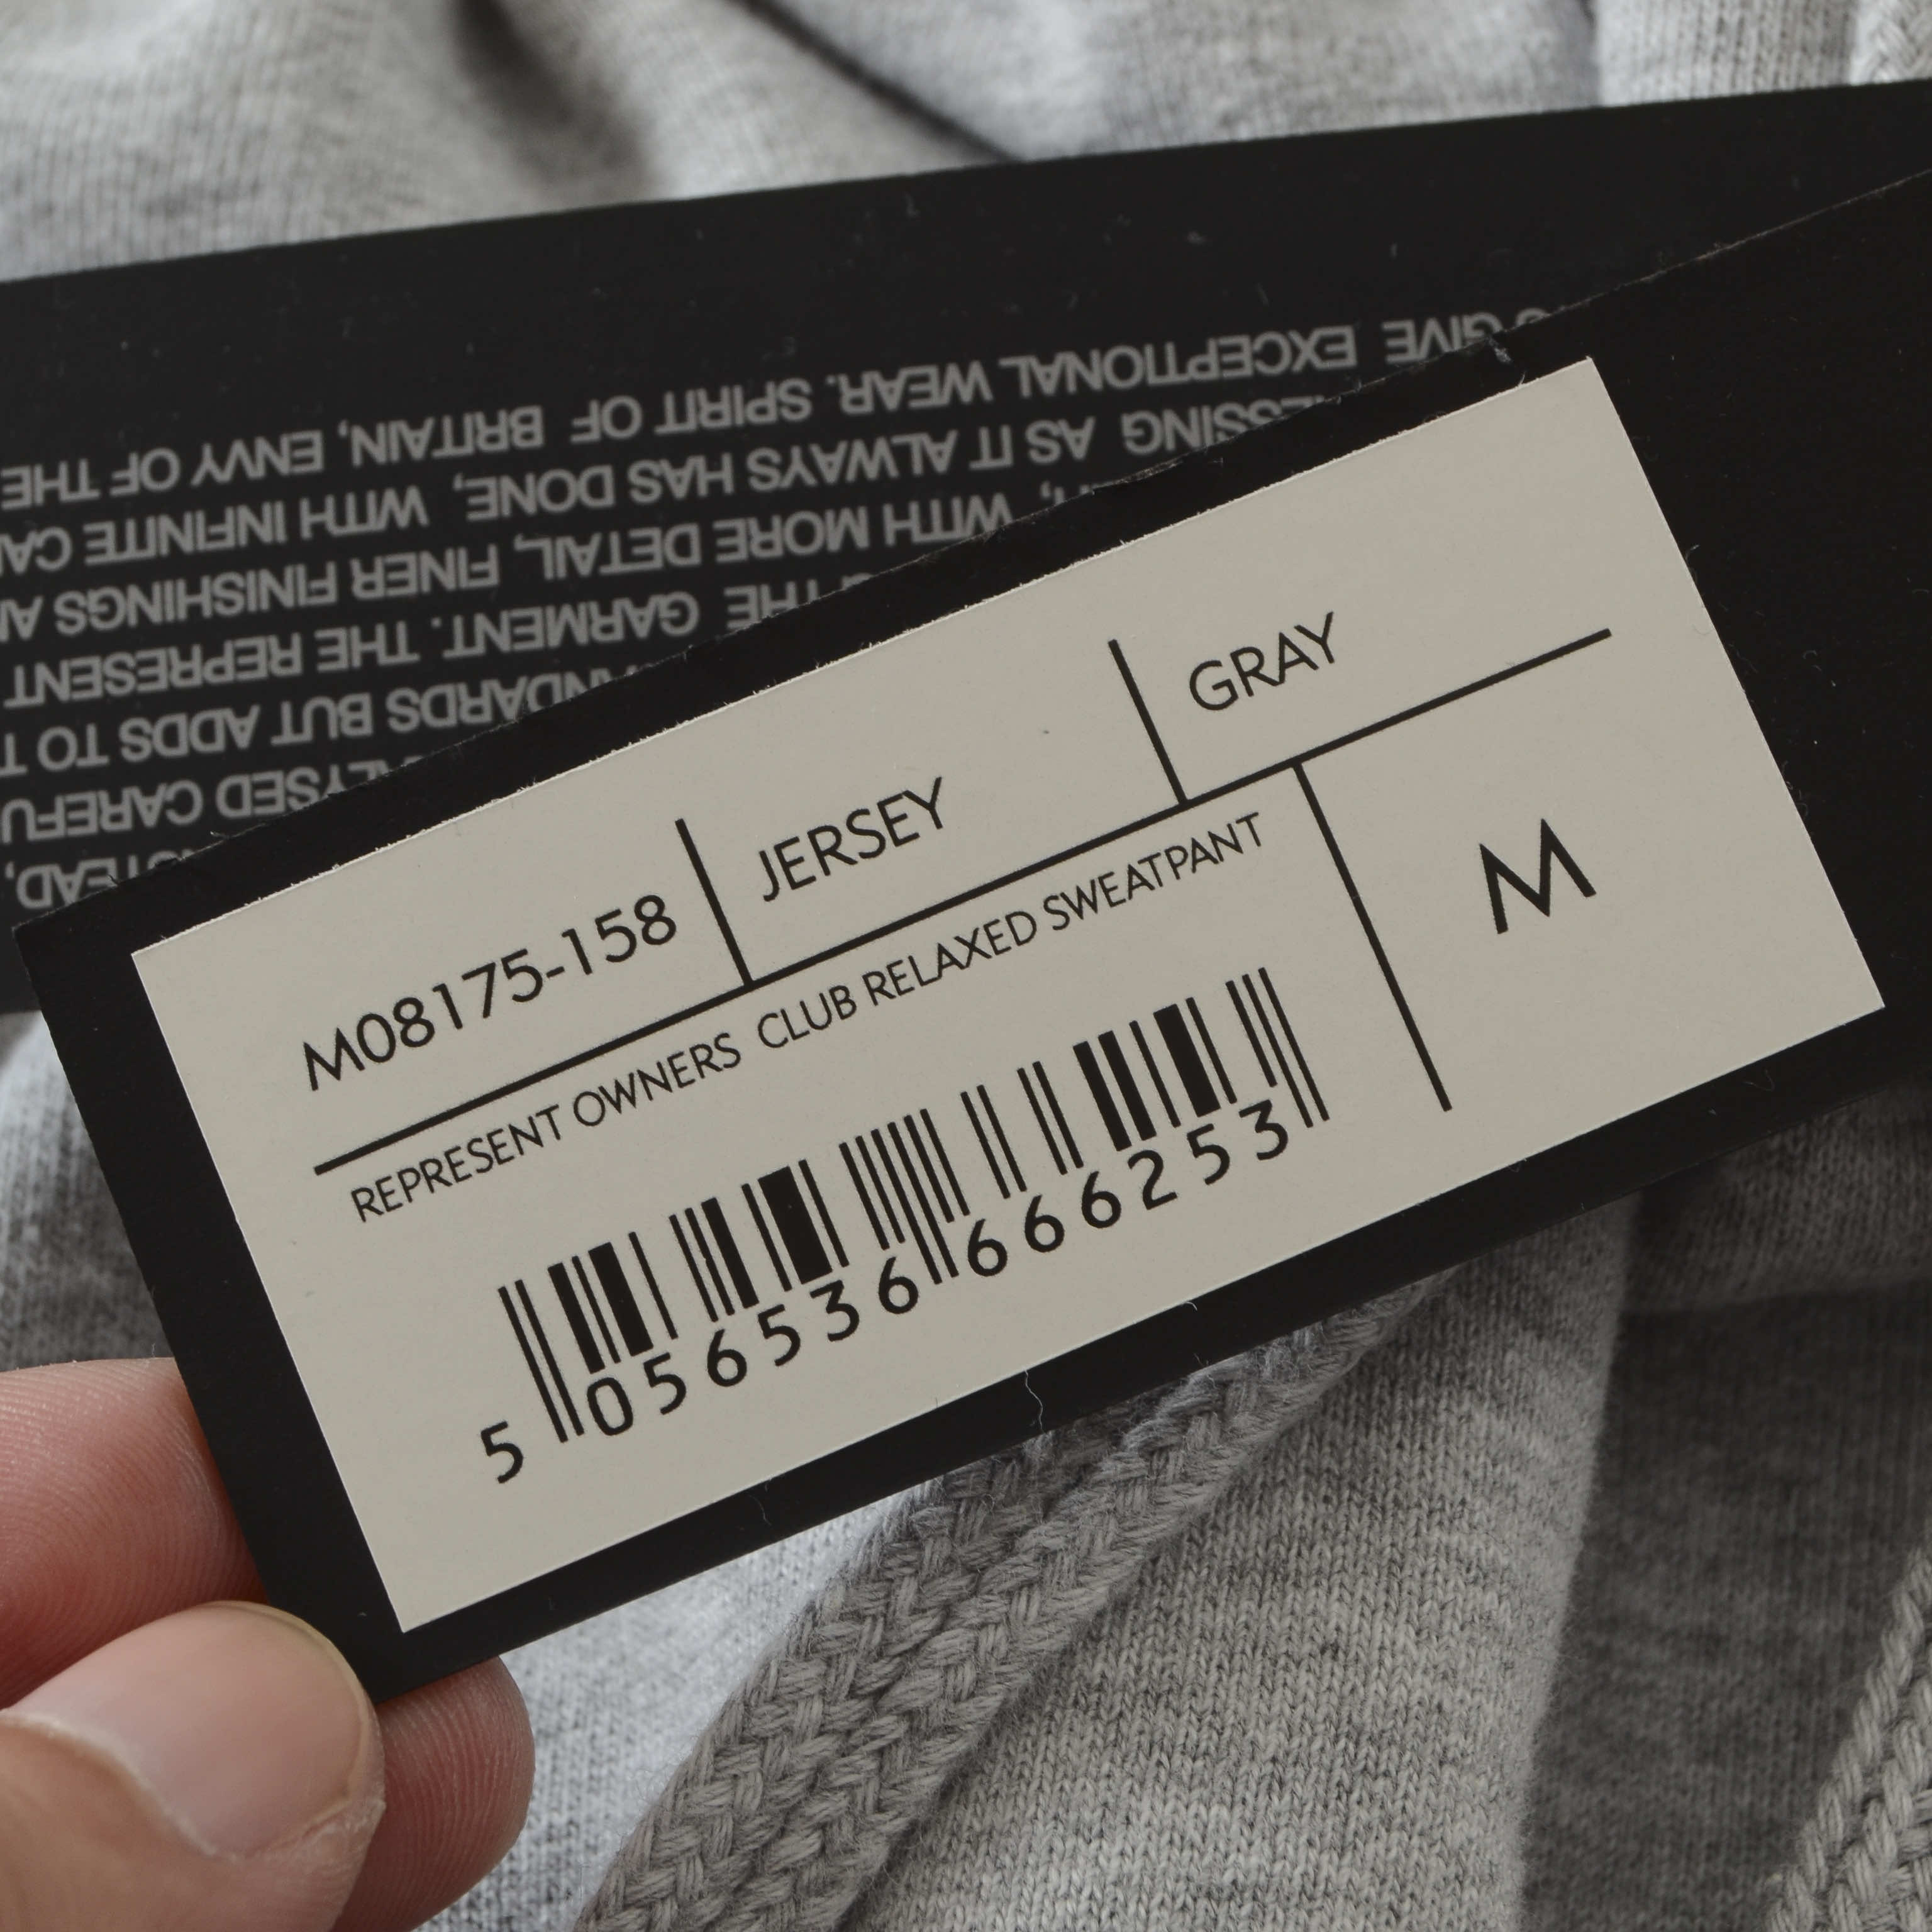 M08175-158
JERSEY
GRAY
REPRESENT OWNERS CLUB RELAXED SWEATPANT
M
5 056536 666253
CAREFU
BUT ADDS TO
THE GARMENT. THE REPRESENT
WITH MORE DETAIL, FINER FINISHINGS
AS IT ALWAYS HAS DONE, WITH INFINITE
GIVE EXCEPTIONAL WEAR. SPIRIT OF BRITAIN, ENVY OF THE